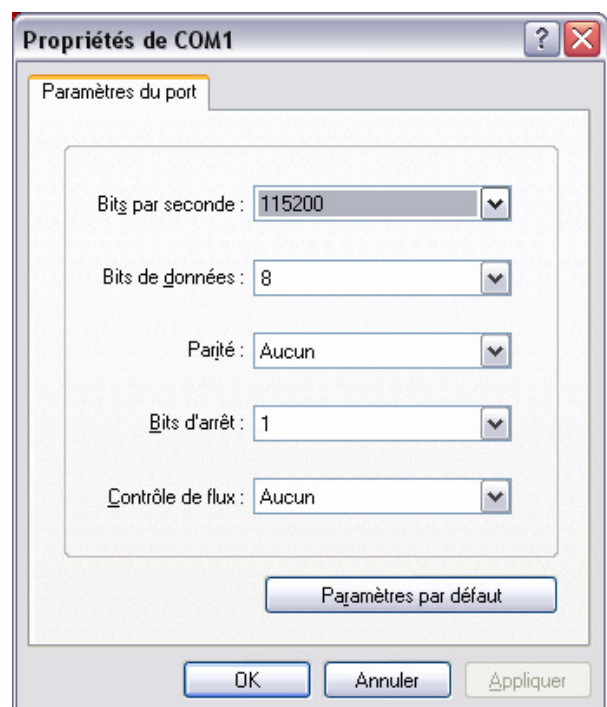 Propriétés de COM1
?
Paramètres du port
Bits par seconde : 115200
Bits de données : 8
Parité : Aucun
Bits d'arrêt : 1
Contrôle de flux : Aucun
Paramètres par défaut
OK Annuler Appliquer